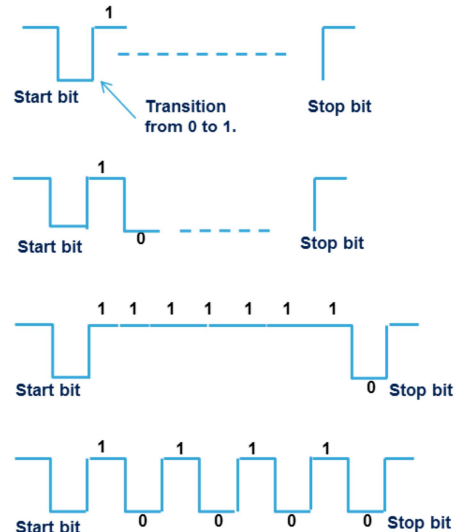 1
Start bit
Transition
from 0 to 1.
Stop bit
1
0
Start bit
Stop bit
1 1 1 1 1 1 1
Start bit
0 Stop bit
1 1 1 1
0 0 0 0 Stop bit
Start bit